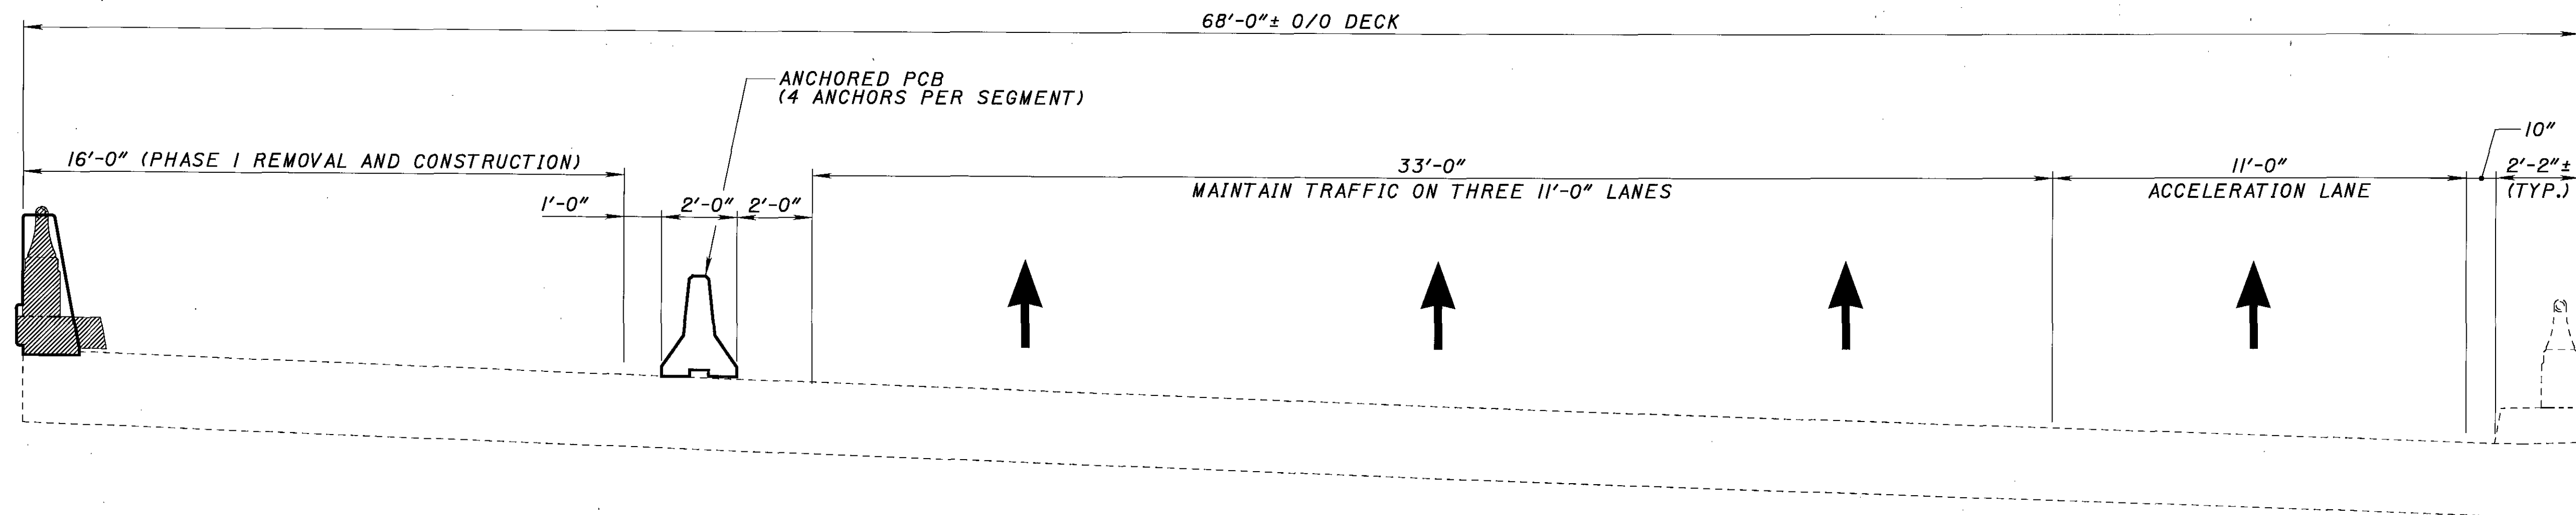 68'-0"± O/O DECK
ANCHORED PCB
(4 ANCHORS PER SEGMENT)
10"
16'-0" (PHASE 1 REMOVAL AND CONSTRUCTION)
33'-0"
11'-0"
2'-2"±
MAINTAIN TRAFFIC ON THREE 11'-0" LANES
ACCELERATION LANE
(TYP.)
1'-0"
2'-0"
2'-0"